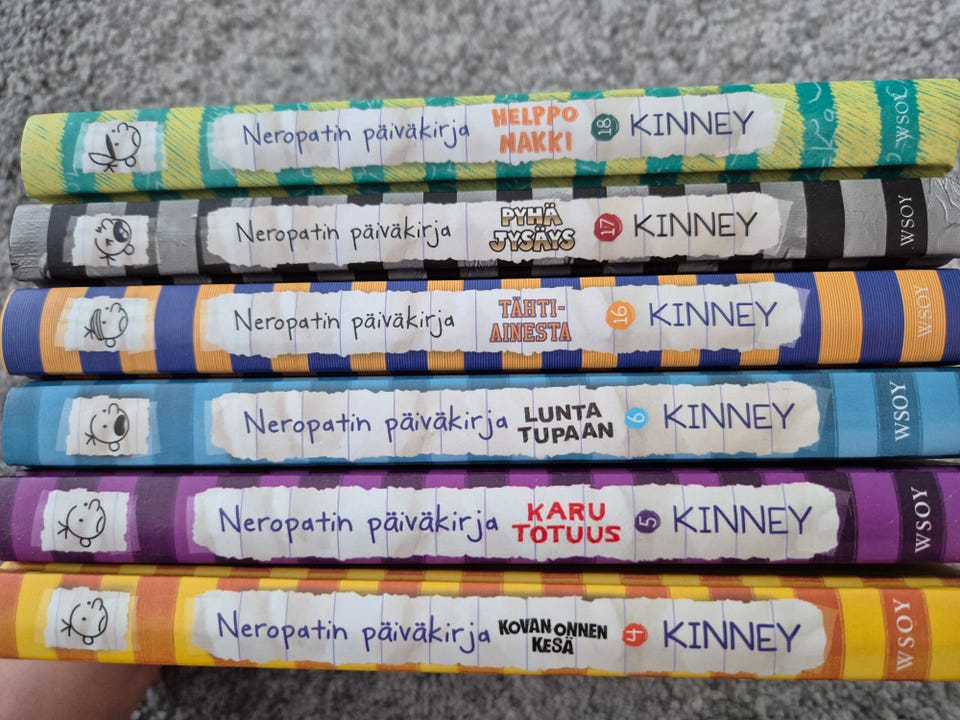 Neropatin päiväkirja HELPPO NAKKI 18 KINNEY WSOY
Neropatin päiväkirja PYHÄ JYSÄYS 17 KINNEY WSOY
Neropatin päiväkirja TÄHTI-AINESTA 16 KINNEY WSOY
Neropatin päiväkirja LUNTA TUPAAN 6 KINNEY WSOY
Neropatin päiväkirja KARU TOTUUS 5 KINNEY WSOY
Neropatin päiväkirja KOVAN ONNEN KESÄ 4 KINNEY WSOY